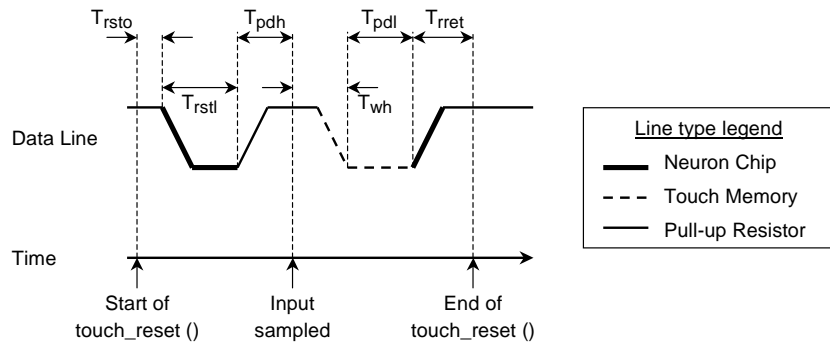 Trsto
Tpdh
Tpdl
Trret
Trstl
Twh
Data Line
Line type legend
Neuron Chip
Touch Memory
Pull-up Resistor
Time
Start of
touch_reset ()
Input
sampled
End of
touch_reset ()